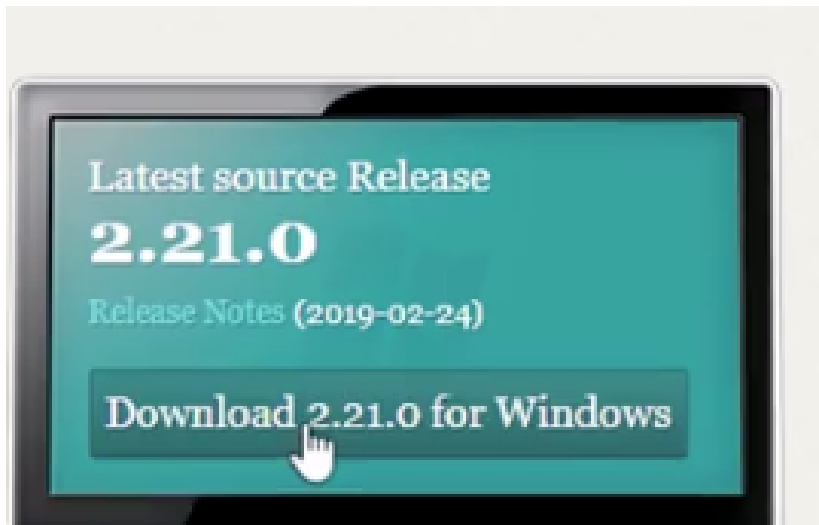 Latest source Release
2.21.0
Release Notes (2019-02-24)
Download 2.21.0 for Windows